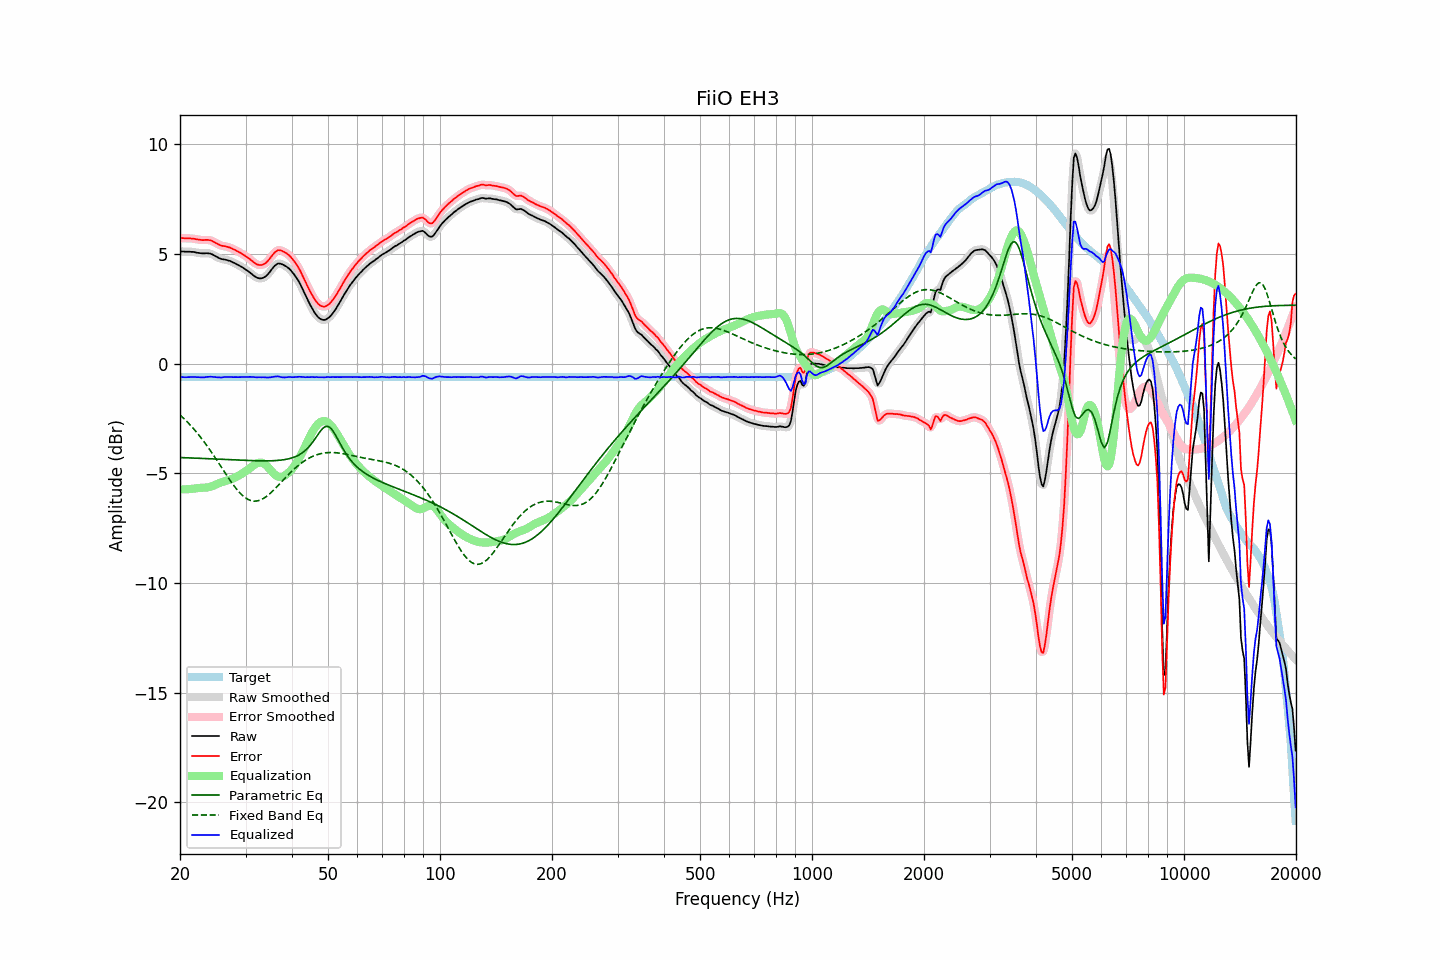 FiiO EH3
Amplitude (dBr)
10
5
0
−5
−10
−15
−20
Target
Raw Smoothed
Error Smoothed
Raw
Error
Equalization
Parametric Eq
Fixed Band Eq
Equalized
20 50 100 200 500 1000 2000 5000 10000 20000
Frequency (Hz)